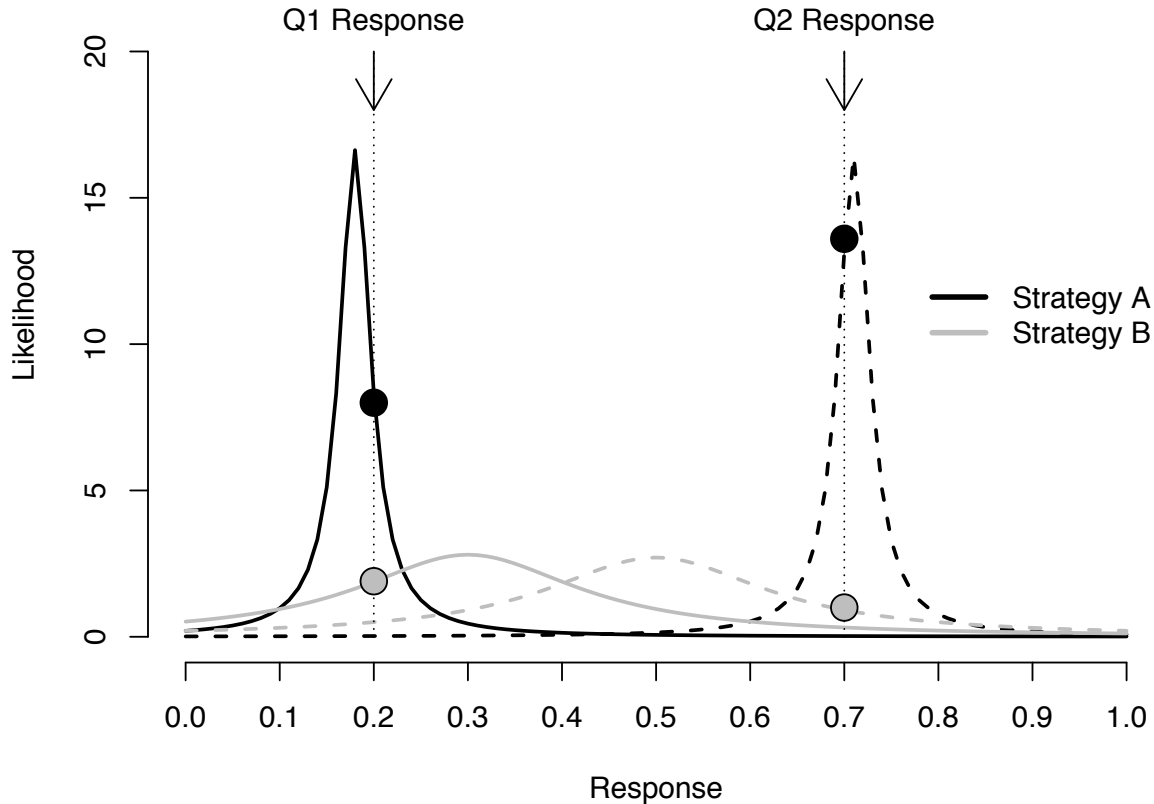 Q1 Response
Q2 Response
20
15
10
5
0
Likelihood
Strategy A
Strategy B
0.0 0.1 0.2 0.3 0.4 0.5 0.6 0.7 0.8 0.9 1.0
Response